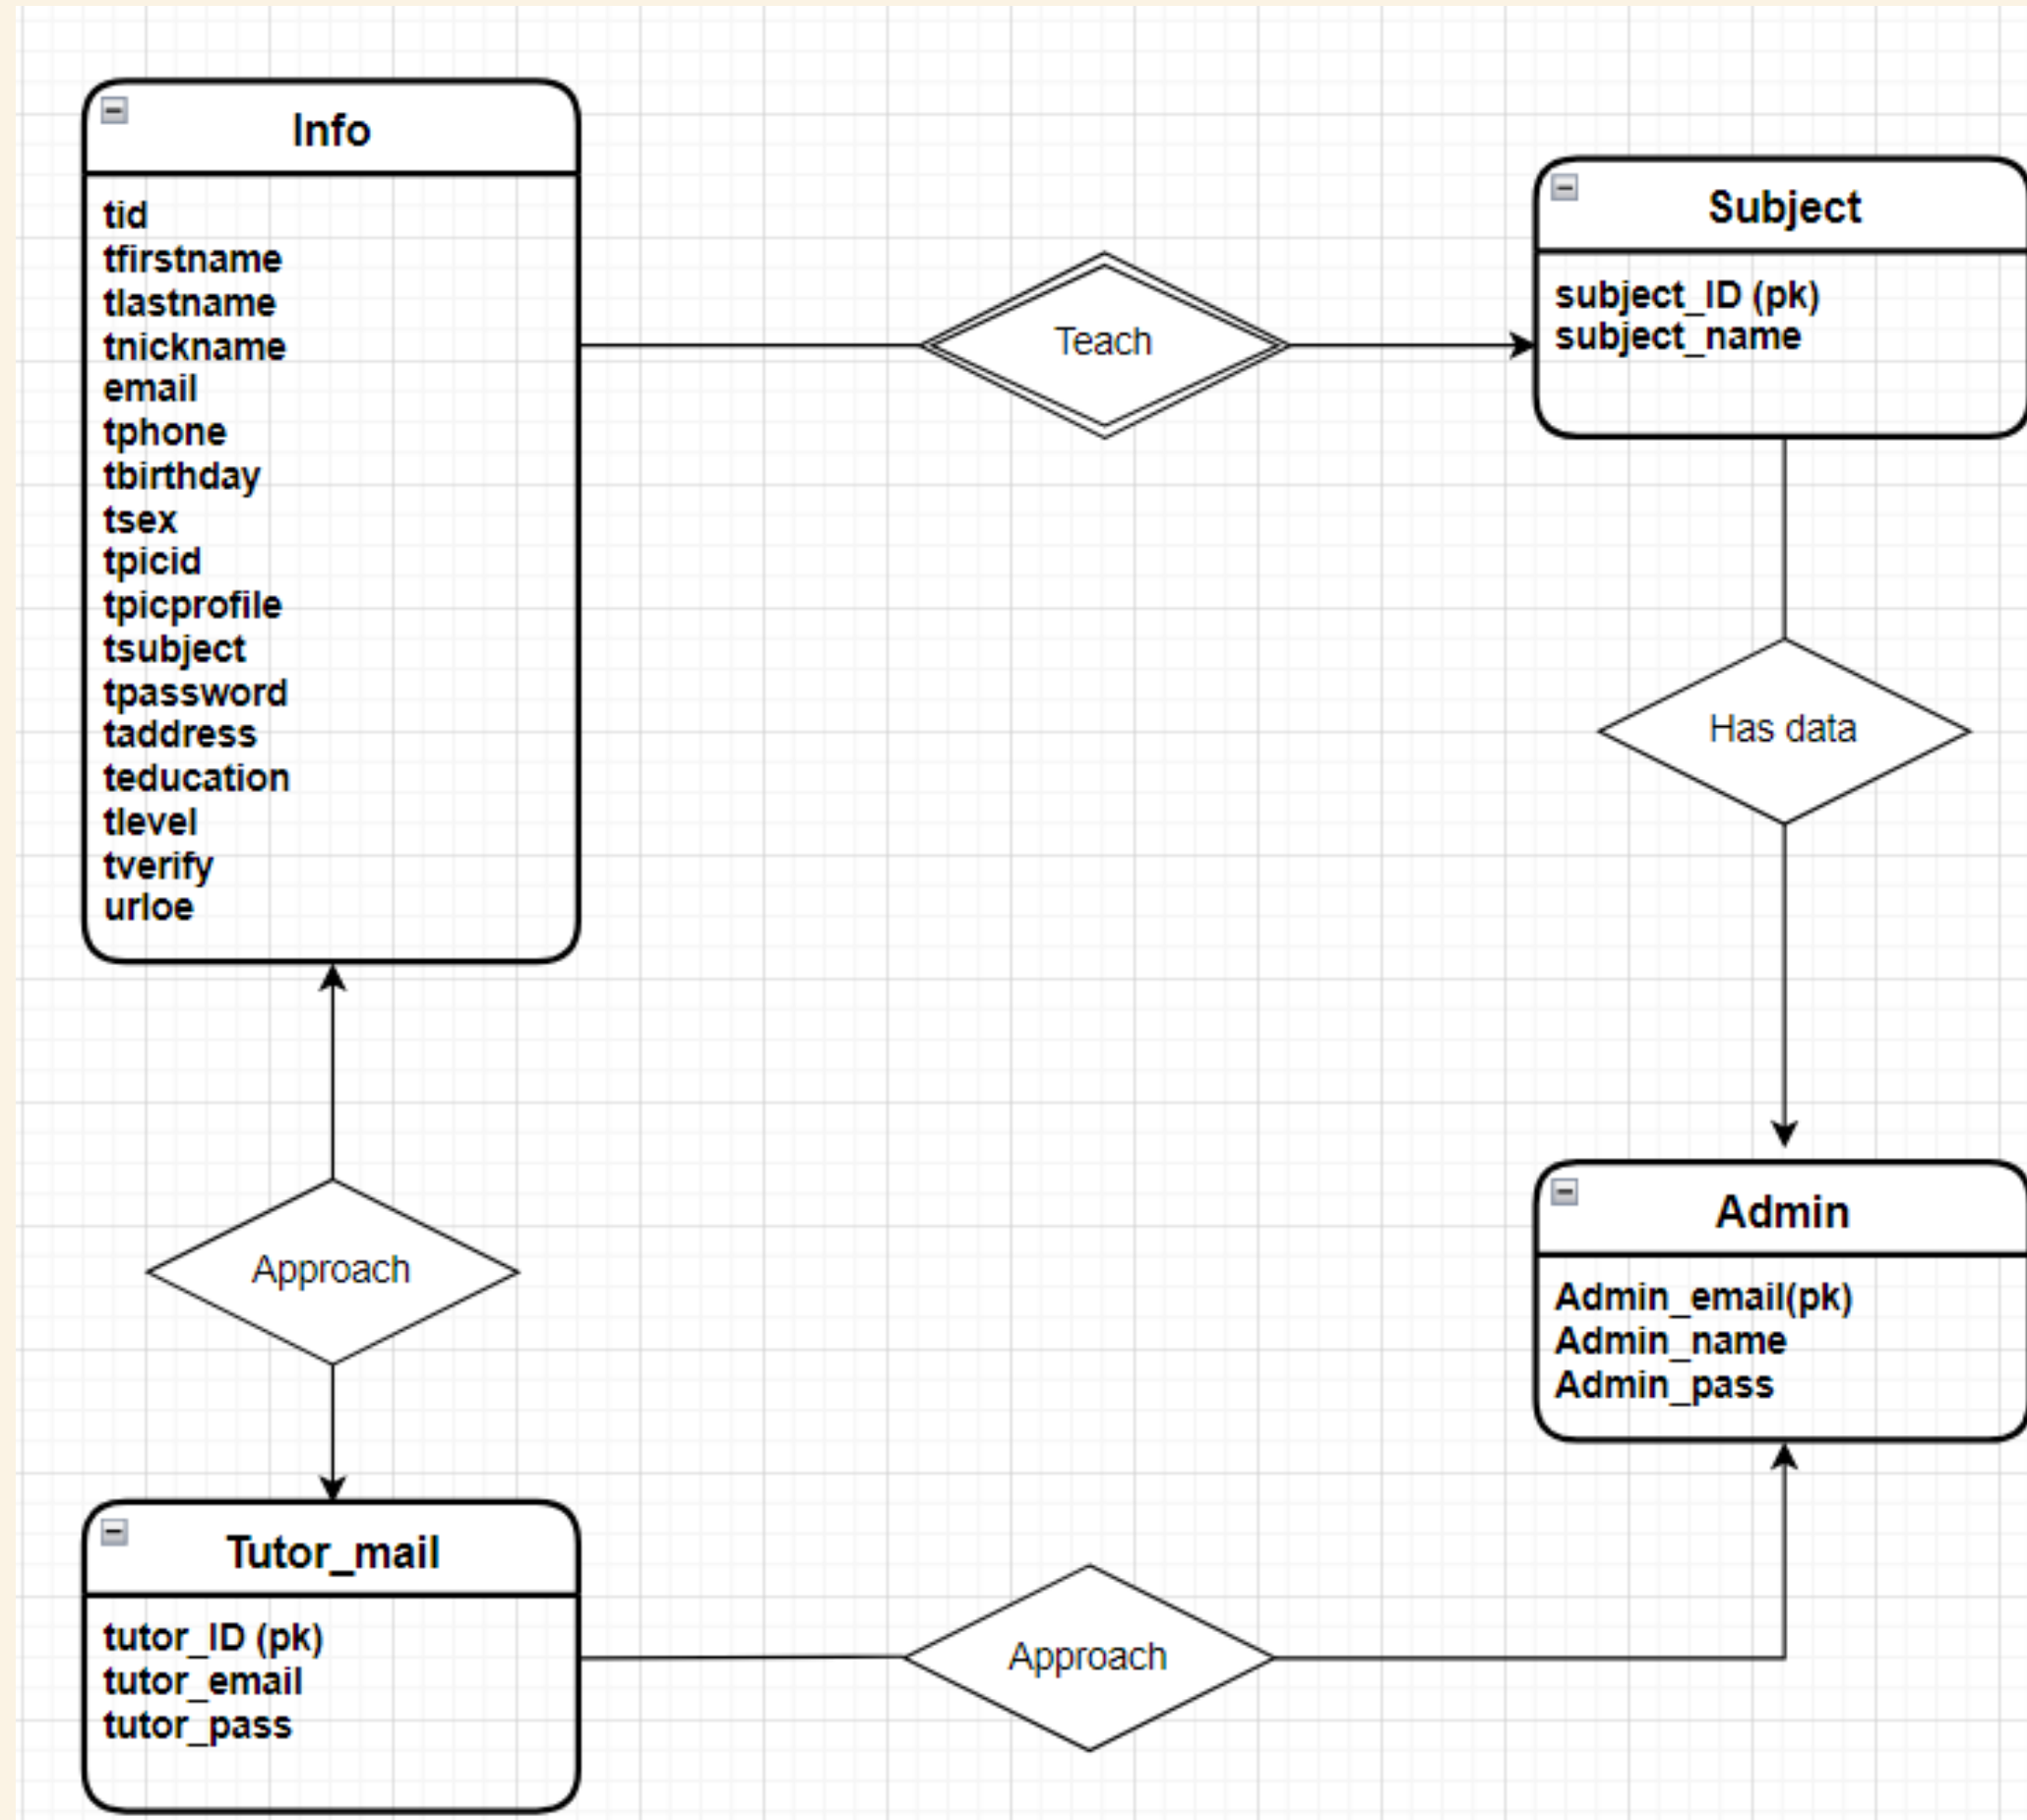 Info
tid
tfirstname
tlastname
tnickname
email
tphone
tbirthday
tsex
tpicid
tpicprofile
tsubject
tpassword
taddress
teducation
tlevel
tverify
urloe
Teach
Subject
subject_ID (pk)
subject_name
Has data
Approach
Admin
Admin_email(pk)
Admin_name
Admin_pass
Tutor_mail
tutor_ID (pk)
tutor_email
tutor_pass
Approach